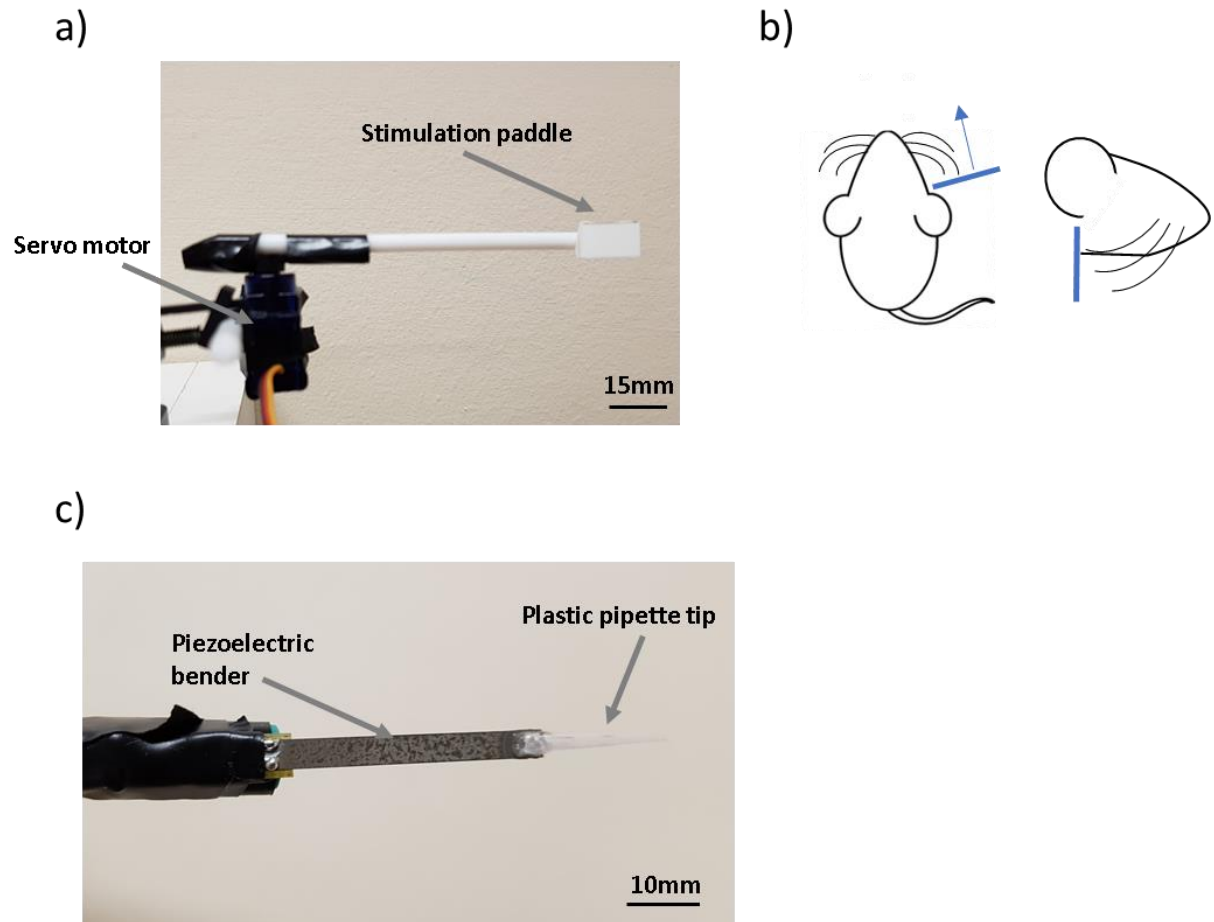 a)
b)
Stimulation paddle
Servo motor
15mm
c)
Plastic pipette tip
Piezoelectric
bender
10mm